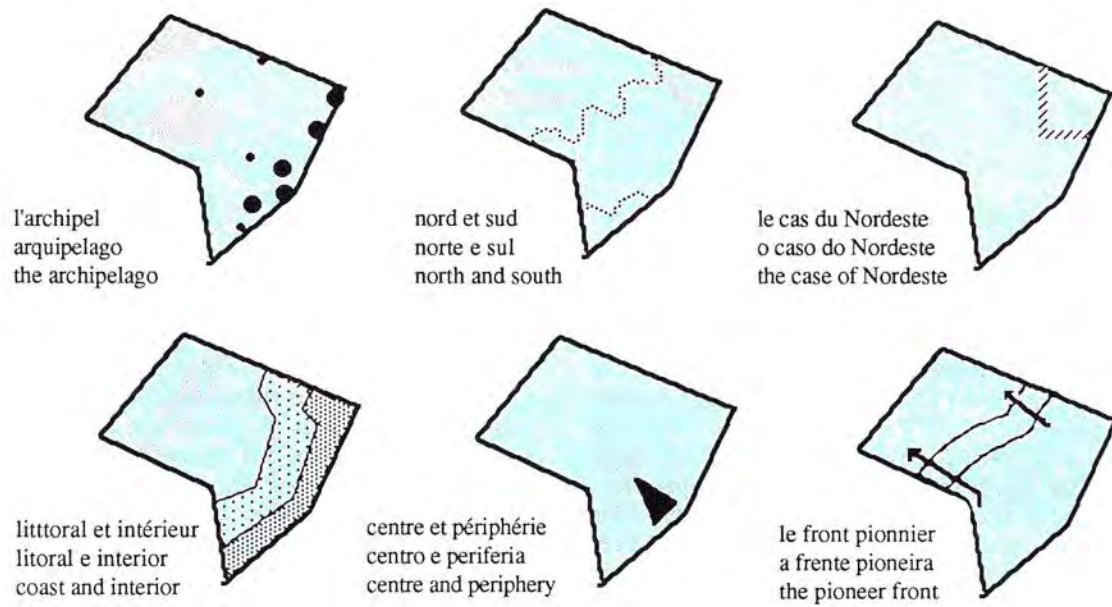 l'archipel
arquipelago
the archipelago
nord et sud
norte e sul
north and south
le cas du Nordeste
o caso do Nordeste
the case of Nordeste
litttoral et intérieur
litoral e interior
coast and interior
centre et périphérie
centro e periferia
centre and periphery
le front pionnier
a frente pioneira
the pioneer front